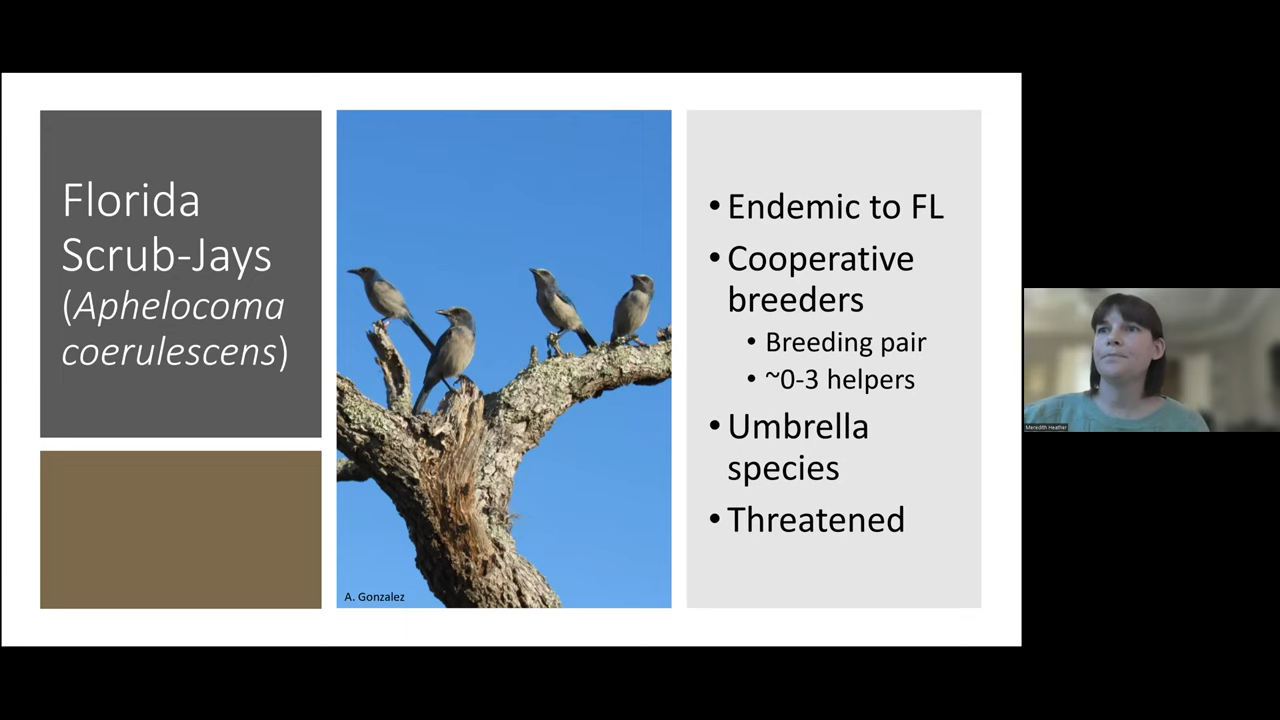 Florida
Scrub-Jays
(Aphelocoma
coerulescens)
A. Gonzalez
• Endemic to FL
• Cooperative
breeders
• Breeding pair
• ~0-3 helpers
• Umbrella
species
• Threatened
Meredith Heather